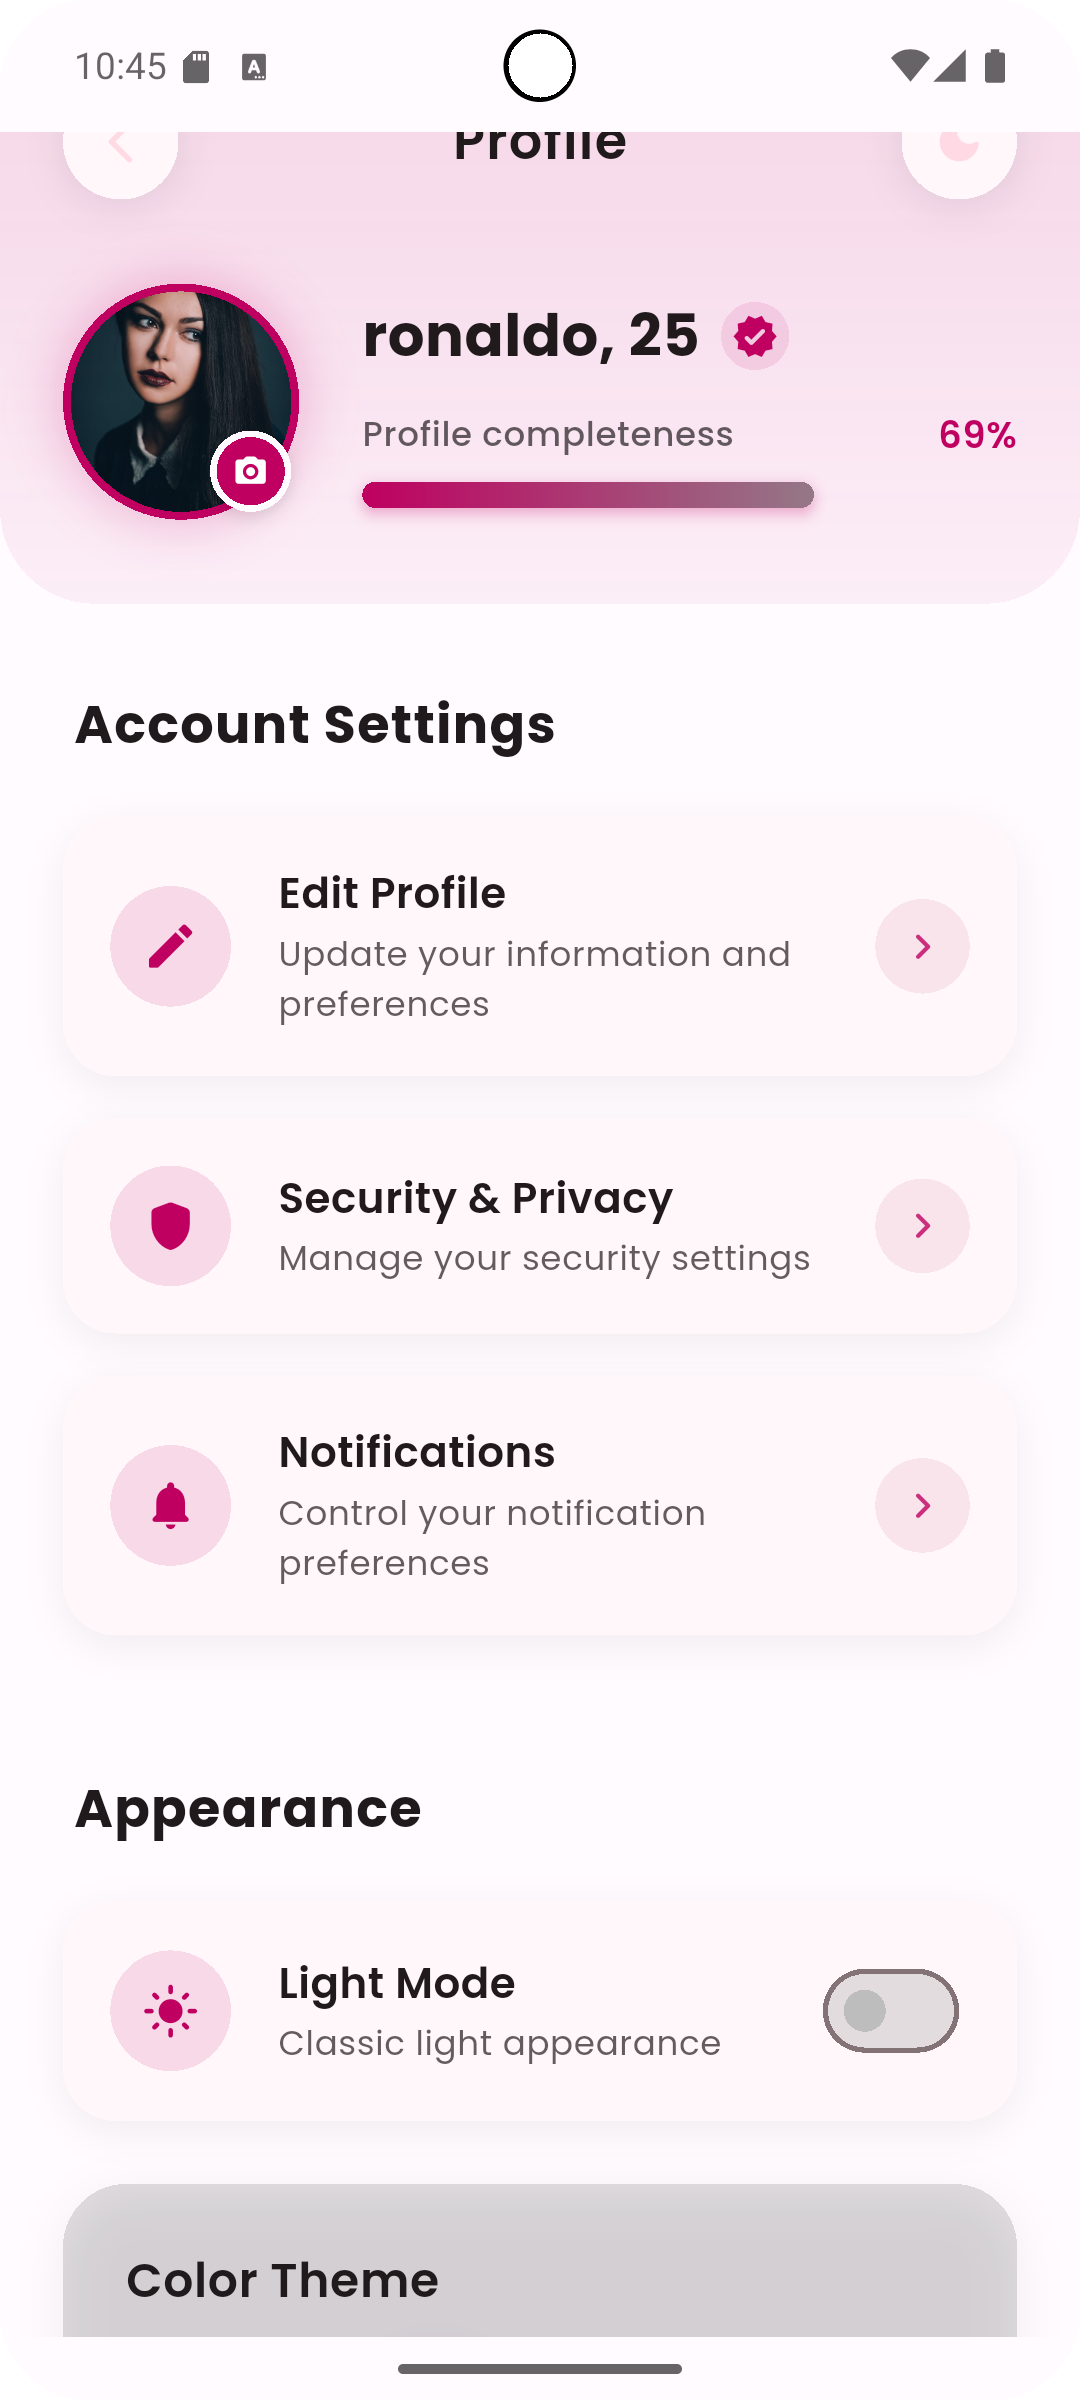 10:45
Profile
ronaldo, 25
Profile completeness
69%
Account Settings
Edit Profile
Update your information and
preferences
Security & Privacy
Manage your security settings
Notifications
Control your notification
preferences
Appearance
Light Mode
Classic light appearance
Color Theme